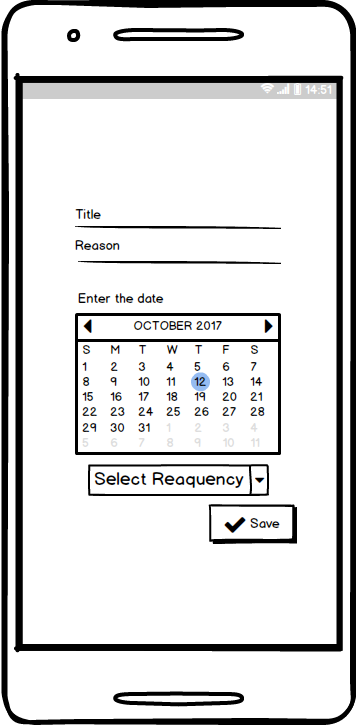 14:51
Title
Reason
Enter the date
OCTOBER 2017
S M T W T F S
1 2 3 4 5 6 7
8 9 10 11 12 13 14
15 16 17 18 19 20 21
22 23 24 25 26 27 28
29 30 31 1 2 3 4
5 6 7 8 9 10 11
Select Reaquency
Save